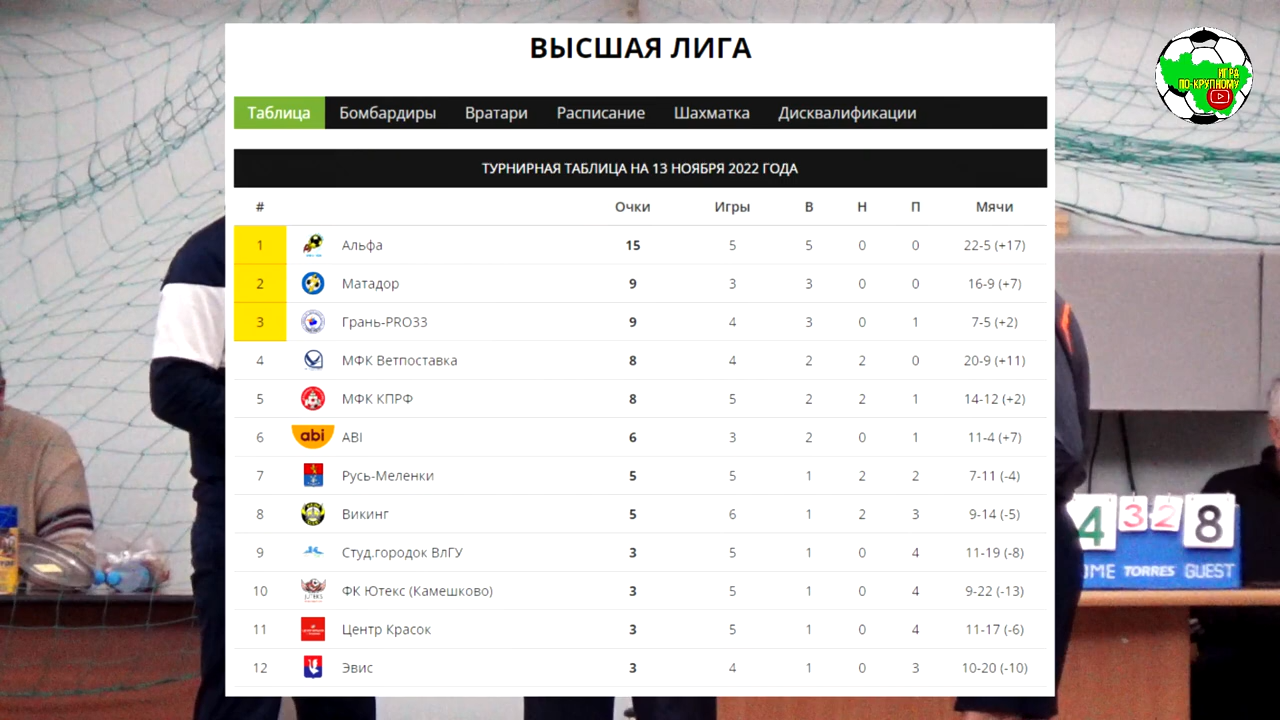 ВЫСШАЯ ЛИГА
ИГРА
ПО-КРУПНОМУ
Таблица Бомбардиры Вратари Расписание Шахматка Дисквалификации
ТУРНИРНАЯ ТАБЛИЦА НА 13 НОЯБРЯ 2022 ГОДА
# Очки Игры В Н П Мячи
1 Альфа 15 5 5 0 0 22-5 (+17)
2 Матадор 9 3 3 0 0 16-9 (+7)
3 Грань-PRO33 9 4 3 0 1 7-5 (+2)
4 МФК Ветпоставка 8 4 2 2 0 20-9 (+11)
5 МФК КПРФ 8 5 2 2 1 14-12 (+2)
6 abi ABI 6 3 2 0 1 11-4 (+7)
7 Русь-Меленки 5 5 1 2 2 7-11 (-4)
8 Викинг 5 6 1 2 3 9-14 (-5)
9 Студ.городок ВлГУ 3 5 1 0 4 11-19 (-8)
10 ФК Ютекс (Камешково) 3 5 1 0 4 9-22 (-13)
11 Центр Красок 3 5 1 0 4 11-17 (-6)
12 Эвис 3 4 1 0 3 10-20 (-10)
4 3 2 8
OME TORRES GUEST